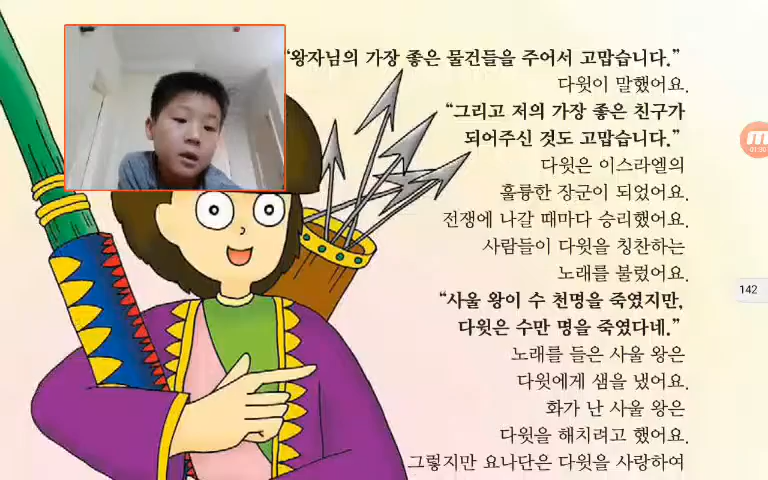 “왕자님의 가장 좋은 물건들을 주어서 고맙습니다.”
다윗이 말했어요.
“그리고 저의 가장 좋은 친구가
되어주신 것도 고맙습니다.”
다윗은 이스라엘의
훌륭한 장군이 되었어요.
전쟁에 나갈 때마다 승리했어요.
사람들이 다윗을 칭찬하는
노래를 불렀어요.
“사울 왕이 수 천명을 죽였지만,
다윗은 수만 명을 죽였다네.”
노래를 들은 사울 왕은
다윗에게 샘을 냈어요.
화가 난 사울 왕은
다윗을 해치려고 했어요.
그렇지만 요나단은 다윗을 사랑하여
142